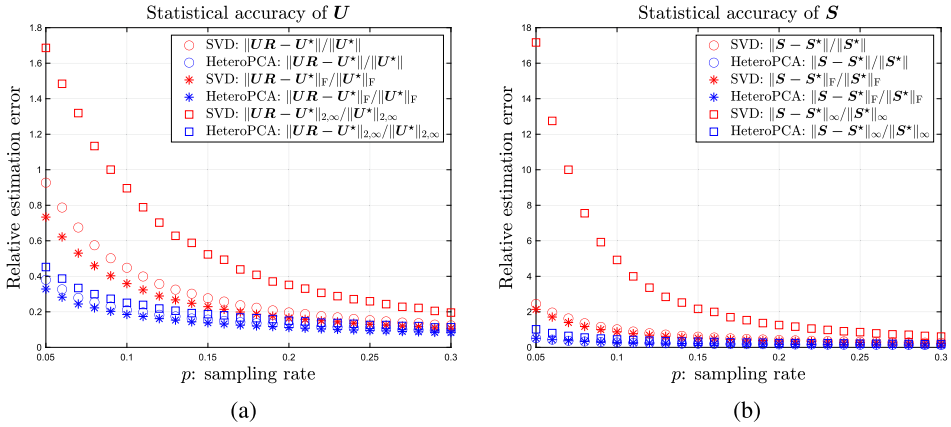 Statistical accuracy of U
Relative estimation error
1.8
1.6
1.4
1.2
1
0.8
0.6
0.4
0.2
0
SVD: ‖UR − U⋆‖/‖U⋆‖
HeteroPCA: ‖UR − U⋆‖/‖U⋆‖
SVD: ‖UR − U⋆‖F/‖U⋆‖F
HeteroPCA: ‖UR − U⋆‖F/‖U⋆‖F
SVD: ‖UR − U⋆‖2,∞/‖U⋆‖2,∞
HeteroPCA: ‖UR − U⋆‖2,∞/‖U⋆‖2,∞
0.05 0.1 0.15 0.2 0.25 0.3
p: sampling rate
(a)
Statistical accuracy of S
Relative estimation error
18
16
14
12
10
8
6
4
2
0
SVD: ‖S − S⋆‖/‖S⋆‖
HeteroPCA: ‖S − S⋆‖/‖S⋆‖
SVD: ‖S − S⋆‖F/‖S⋆‖F
HeteroPCA: ‖S − S⋆‖F/‖S⋆‖F
SVD: ‖S − S⋆‖∞/‖S⋆‖∞
HeteroPCA: ‖S − S⋆‖∞/‖S⋆‖∞
0.05 0.1 0.15 0.2 0.25 0.3
p: sampling rate
(b)